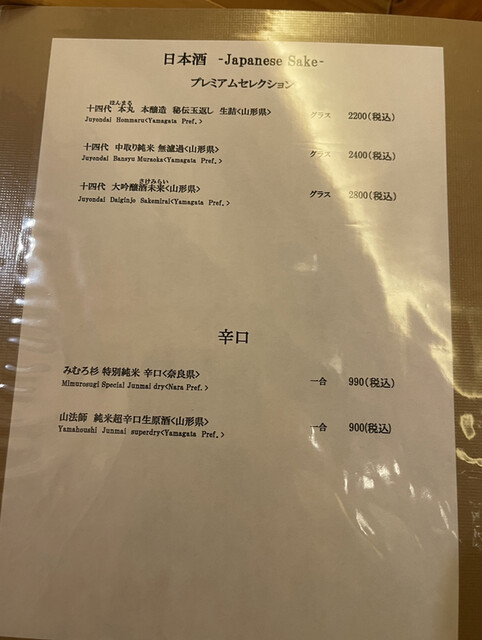 日本酒 -Japanese Sake-
プレミアムセレクション
ほんまる
十四代 本丸 本醸造 秘伝玉返し 生詰<山形県> グラス 2200(税込)
Juyondai Honmaru<Yamagata Pref.>
十四代 中取り純米 無濾過<山形県> グラス 2400(税込)
Juyondai Bansyu Muraoka<Yamagata Pref.>
さけみらい
十四代 大吟醸酒未来<山形県> グラス 2800(税込)
Juyondai Daiginjo Sakemirai<Yamagata Pref.>
辛口
みむろ杉 特別純米 辛口<奈良県> 一合 990(税込)
Mimurosugi Special Junmai dry<Nara Pref.>
山法師 純米超辛口生原酒<山形県> 一合 900(税込)
Yamahoushi Junmai superdry<Yamagata Pref.>